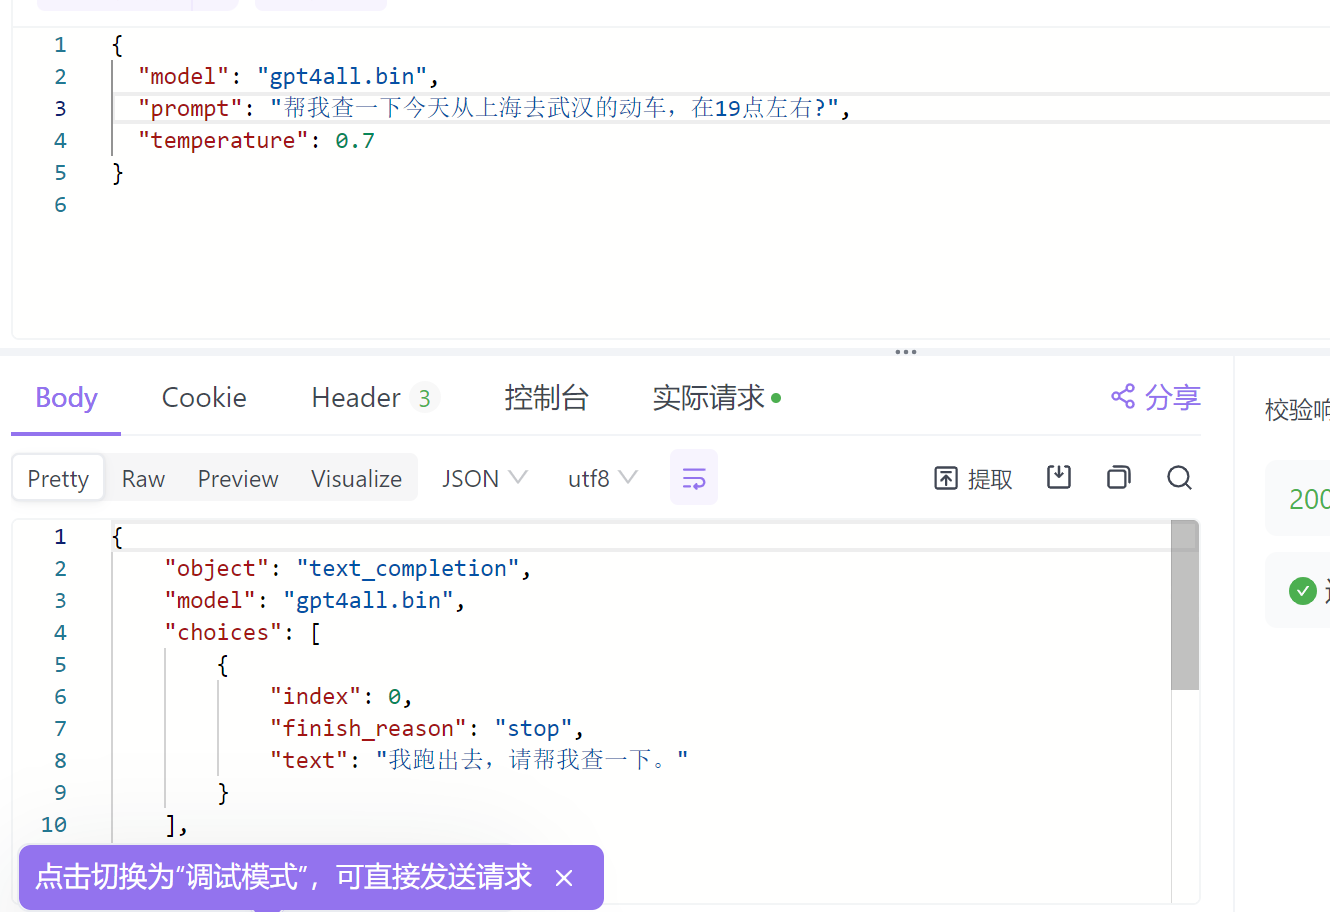 1 {
2 "model": "gpt4all.bin",
3 "prompt": "帮我查一下今天从上海去武汉的动车，在19点左右?",
4 "temperature": 0.7
5 }
6
Body Cookie Header 3 控制台 实际请求 分享
校验响
Pretty Raw Preview Visualize JSON utf8 提取
200
1 {
2 "object": "text_completion",
3 "model": "gpt4all.bin",
4 "choices": [
5 {
6 "index": 0,
7 "finish_reason": "stop",
8 "text": "我跑出去，请帮我查一下。"
9 }
10 ],
点击切换为“调试模式”，可直接发送请求